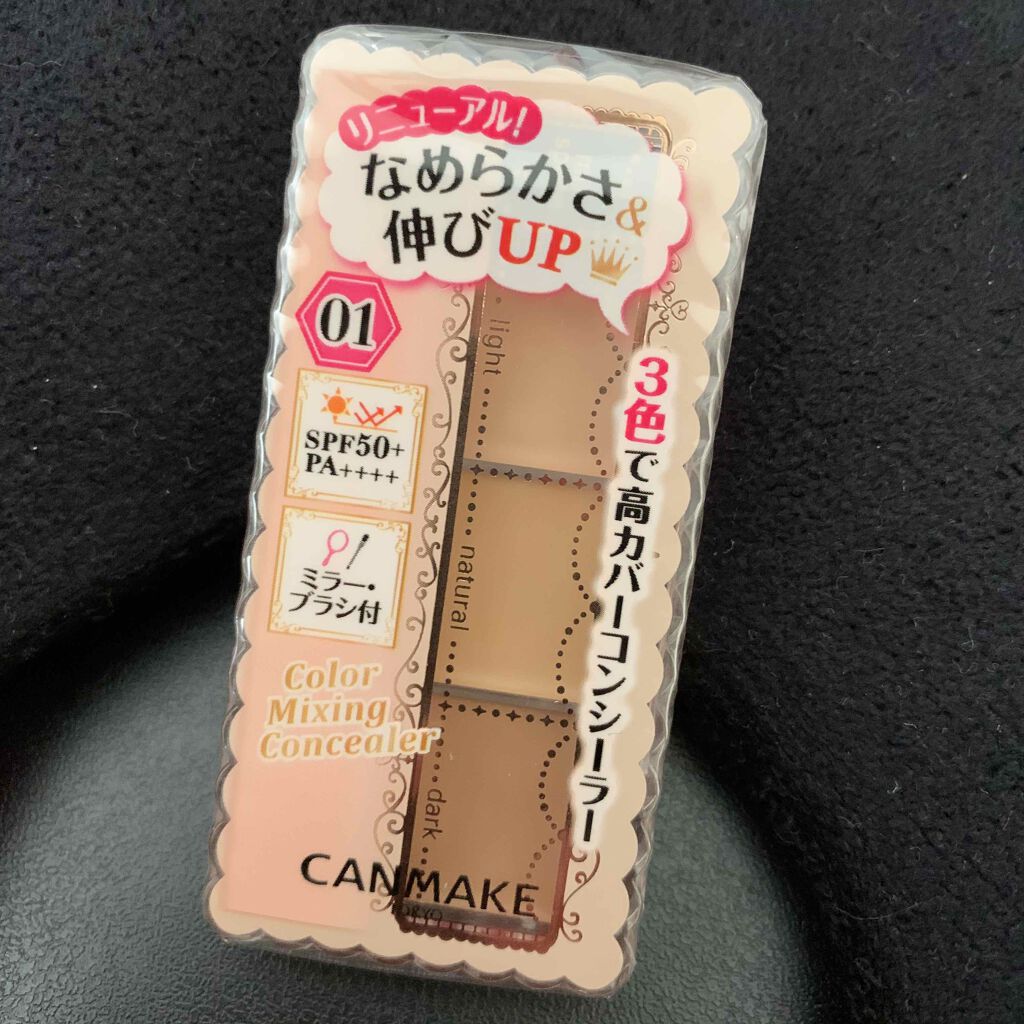 リニューアル!
なめらかさ&
伸びUP
01
SPF50+
PA++++
ミラー・
ブラシ付
3色で高カバーコンシーラー
light
natural
dark
Color
Mixing
Concealer
CANMAKE
TOKYO